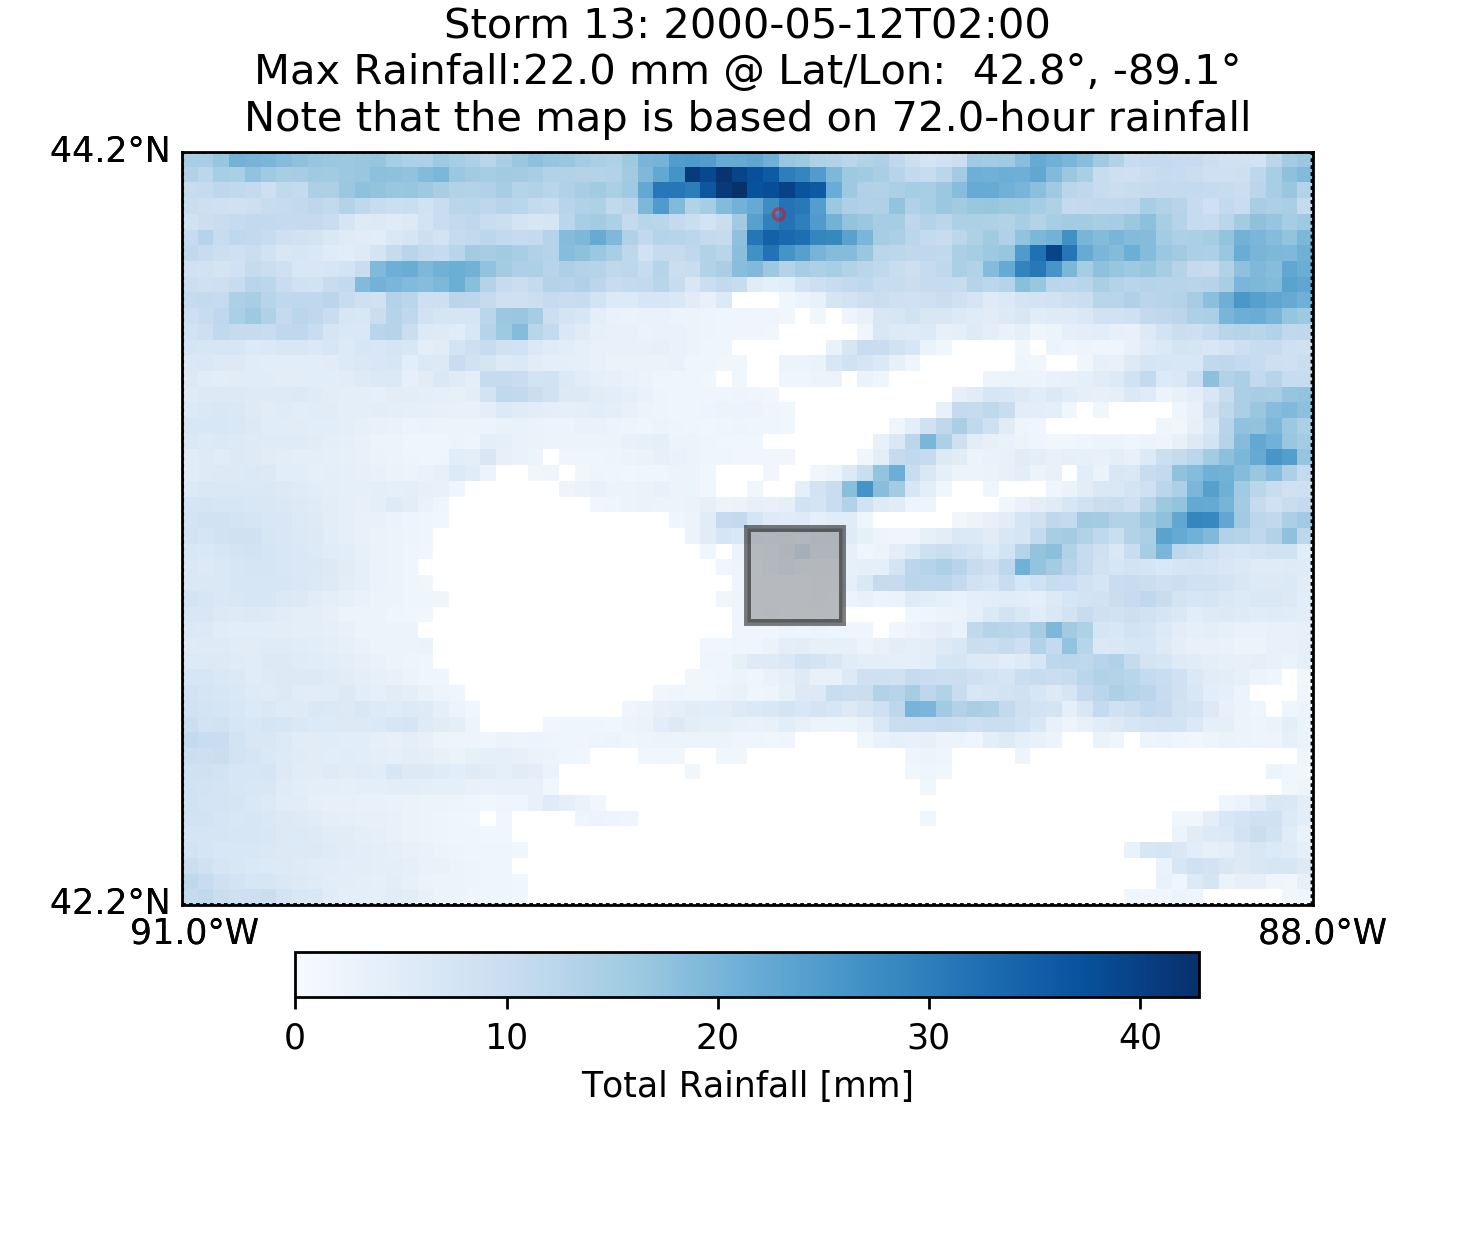 Storm 13: 2000-05-12T02:00
Max Rainfall:22.0 mm @ Lat/Lon:  42.8°, -89.1°
Note that the map is based on 72.0-hour rainfall
44.2°N
42.2°N
91.0°W 88.0°W
0 10 20 30 40
Total Rainfall [mm]